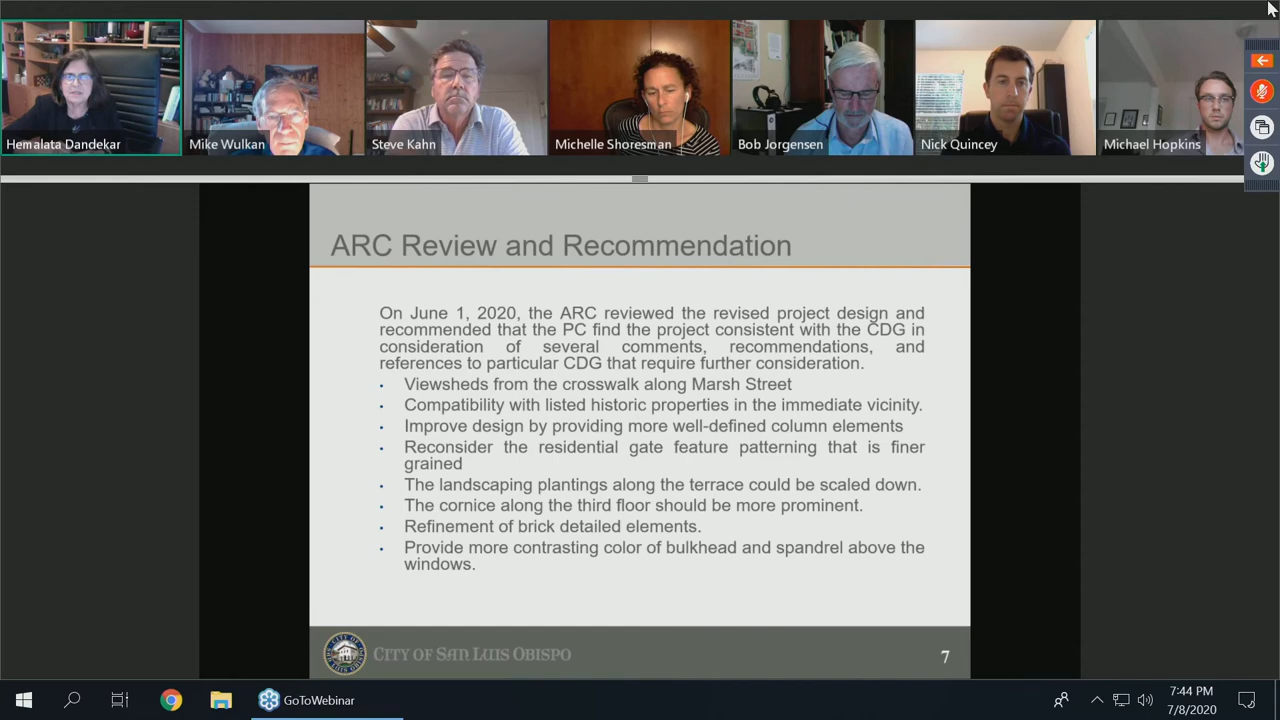 Hemalata Dandekar
Mike Wulkan
Steve Kahn
Michelle Shoresman
Bob Jorgensen
Nick Quincey
Michael Hopkins
ARC Review and Recommendation
On June 1, 2020, the ARC reviewed the revised project design and
recommended that the PC find the project consistent with the CDG in
consideration of several comments, recommendations, and
references to particular CDG that require further consideration.
• Viewsheds from the crosswalk along Marsh Street
• Compatibility with listed historic properties in the immediate vicinity.
• Improve design by providing more well-defined column elements
• Reconsider the residential gate feature patterning that is finer
grained
• The landscaping plantings along the terrace could be scaled down.
• The cornice along the third floor should be more prominent.
• Refinement of brick detailed elements.
• Provide more contrasting color of bulkhead and spandrel above the
windows.
CITY OF SAN LUIS OBISPO
7
GoToWebinar
7:44 PM
7/8/2020